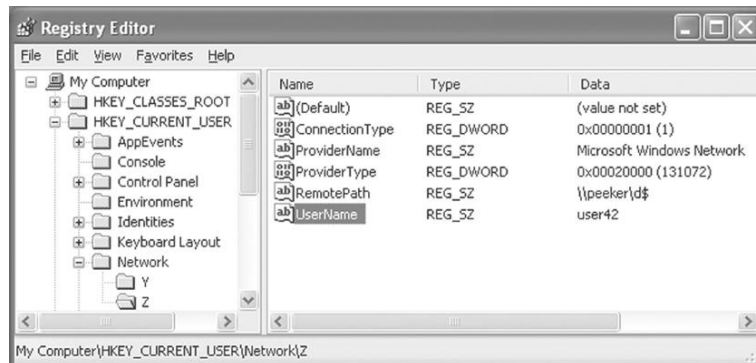 Registry Editor
File Edit View Favorites Help
My Computer
HKEY_CLASSES_ROOT
HKEY_CURRENT_USER
AppEvents
Console
Control Panel
Environment
Identities
Keyboard Layout
Network
Y
Z
Name Type Data
(Default) REG_SZ (value not set)
ConnectionType REG_DWORD 0x00000001 (1)
ProviderName REG_SZ Microsoft Windows Network
ProviderType REG_DWORD 0x00020000 (131072)
RemotePath REG_SZ \\peeker\d$
UserName REG_SZ user42
My Computer\HKEY_CURRENT_USER\Network\Z